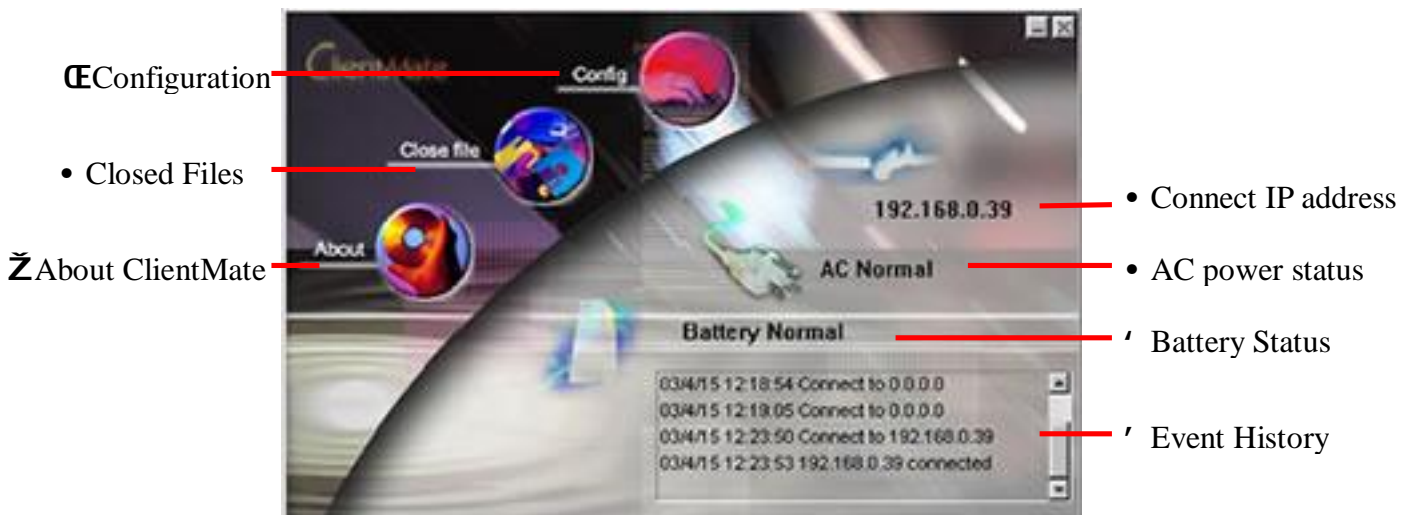 ClientMate
Config
ŒConfiguration
Close file
• Closed Files
192.168.0.39
• Connect IP address
About
ŽAbout ClientMate
AC Normal
• AC power status
Battery Normal
‘ Battery Status
03/4/15 12:18:54 Connect to 0.0.0.0
03/4/15 12:19:05 Connect to 0.0.0.0
03/4/15 12:23:50 Connect to 192.168.0.39
’ Event History
03/4/15 12:23:53 192.168.0.39 connected